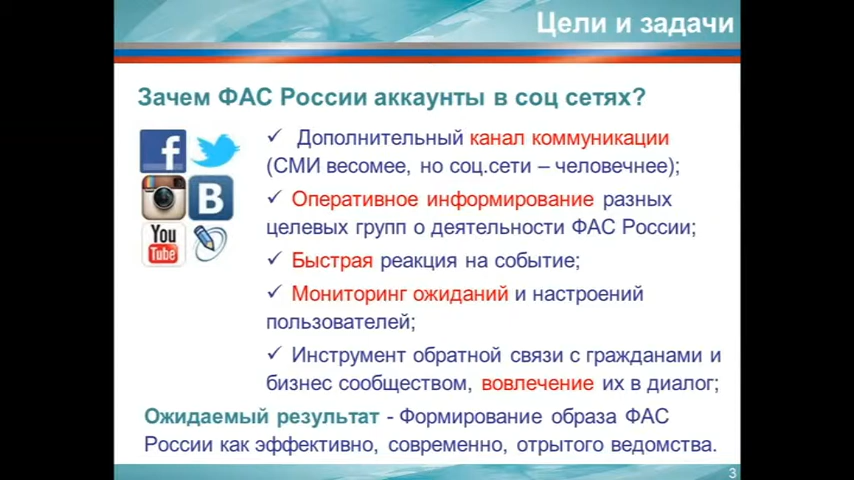 Цели и задачи
Зачем ФАС России аккаунты в соц сетях?
Дополнительный канал коммуникации
(СМИ весомее, но соц.сети – человечнее);
Оперативное информирование разных
целевых групп о деятельности ФАС России;
Быстрая реакция на событие;
Мониторинг ожиданий и настроений
пользователей;
Инструмент обратной связи с гражданами и
бизнес сообществом, вовлечение их в диалог;
Ожидаемый результат - Формирование образа ФАС
России как эффективно, современно, отрытого ведомства.
f
B
You
Tube
3